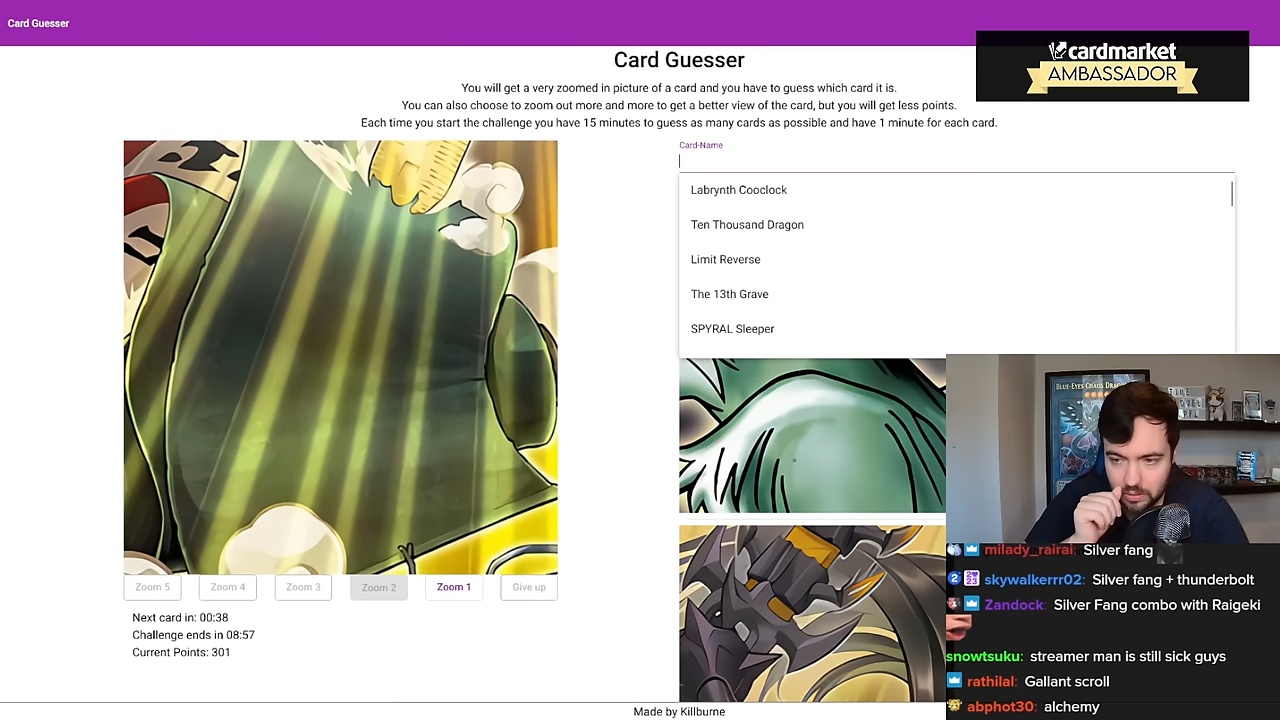 Card Guesser
cardmarket
AMBASSADOR
Card Guesser
You will get a very zoomed in picture of a card and you have to guess which card it is.
You can also choose to zoom out more and more to get a better view of the card, but you will get less points.
Each time you start the challenge you have 15 minutes to guess as many cards as possible and have 1 minute for each card.
Card-Name
Labrynth Cooclock
Ten Thousand Dragon
Limit Reverse
The 13th Grave
SPYRAL Sleeper
Zoom 5
Zoom 4
Zoom 3
Zoom 2
Zoom 1
Give up
Next card in: 00:38
Challenge ends in 08:57
Current Points: 301
BLUE-EYES CHAOS DRAG
milady_rairai: Silver fang
skywalkerrr02: Silver fang + thunderbolt
Zandock: Silver Fang combo with Raigeki
snowtsuku: streamer man is still sick guys
rathilal: Gallant scroll
abphot30: alchemy
Made by Killburne